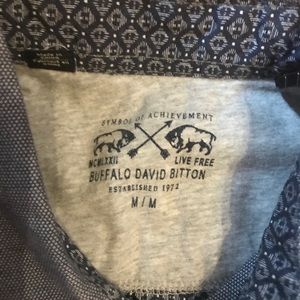 SYMBOL OF ACHIEVEMENT
MCMLXXII LIVE FREE
BUFFALO DAVID BITTON
ESTABLISHED 1972
M / M